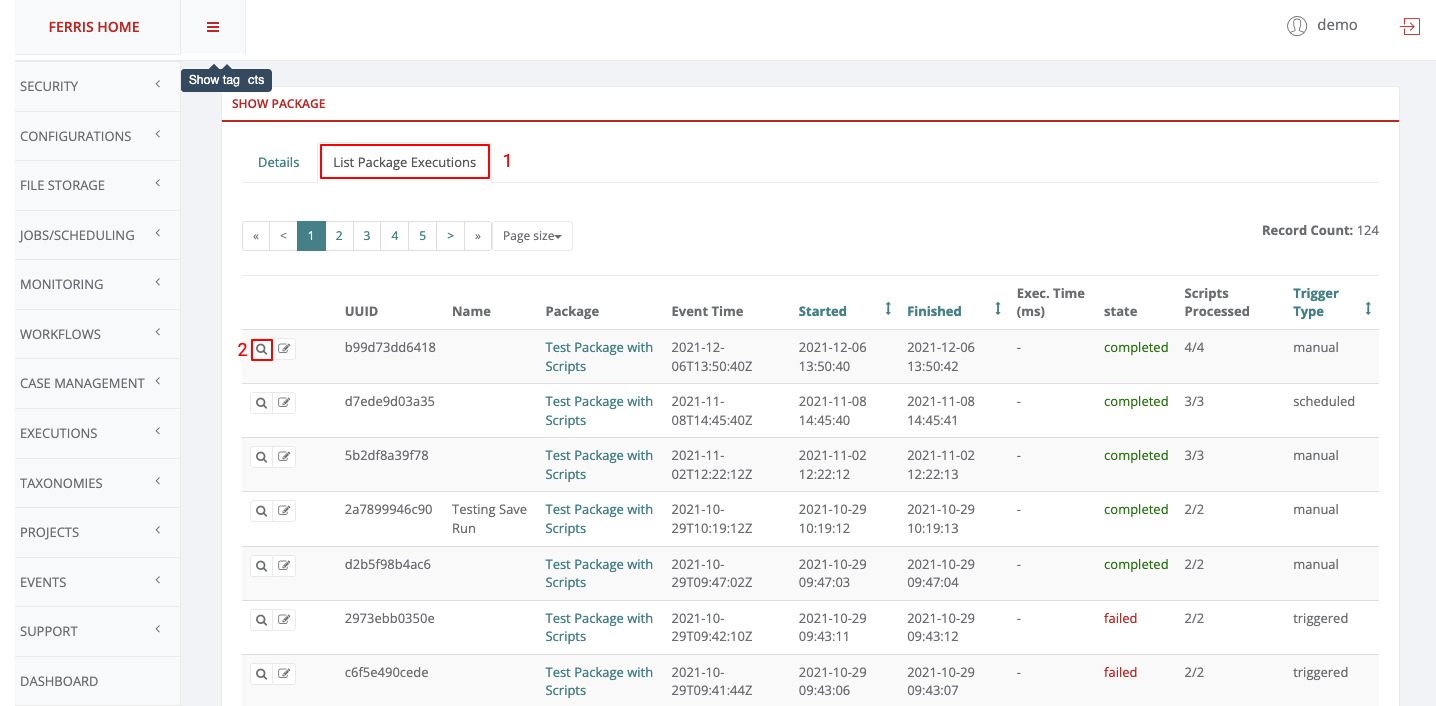 FERRIS HOME
demo
Show tag cts
SECURITY
CONFIGURATIONS
FILE STORAGE
JOBS/SCHEDULING
MONITORING
WORKFLOWS
CASE MANAGEMENT
EXECUTIONS
TAXONOMIES
PROJECTS
EVENTS
SUPPORT
DASHBOARD
SHOW PACKAGE
Details List Package Executions 1
« < 1 2 3 4 5 > » Page size
Record Count: 124
UUID Name Package Event Time Started Finished Exec. Time (ms) state Scripts Processed Trigger Type
2 b99d73dd6418 Test Package with 2021-12- 2021-12-06 2021-12-06 - completed 4/4 manual
Scripts 06T13:50:40Z 13:50:40 13:50:42
d7ede9d03a35 Test Package with 2021-11- 2021-11-08 2021-11-08 - completed 3/3 scheduled
Scripts 08T14:45:40Z 14:45:40 14:45:41
5b2df8a39f78 Test Package with 2021-11- 2021-11-02 2021-11-02 - completed 3/3 manual
Scripts 02T12:22:12Z 12:22:12 12:22:13
2a7899946c90 Testing Save Test Package with 2021-10- 2021-10-29 2021-10-29 - completed 2/2 manual
Run Scripts 29T10:19:12Z 10:19:12 10:19:13
d2b5f98b4ac6 Test Package with 2021-10- 2021-10-29 2021-10-29 - completed 2/2 manual
Scripts 29T09:47:02Z 09:47:03 09:47:04
2973ebb0350e Test Package with 2021-10- 2021-10-29 2021-10-29 - failed 2/2 triggered
Scripts 29T09:42:10Z 09:43:11 09:43:12
c6f5e490cede Test Package with 2021-10- 2021-10-29 2021-10-29 - failed 2/2 triggered
Scripts 29T09:41:44Z 09:43:06 09:43:07